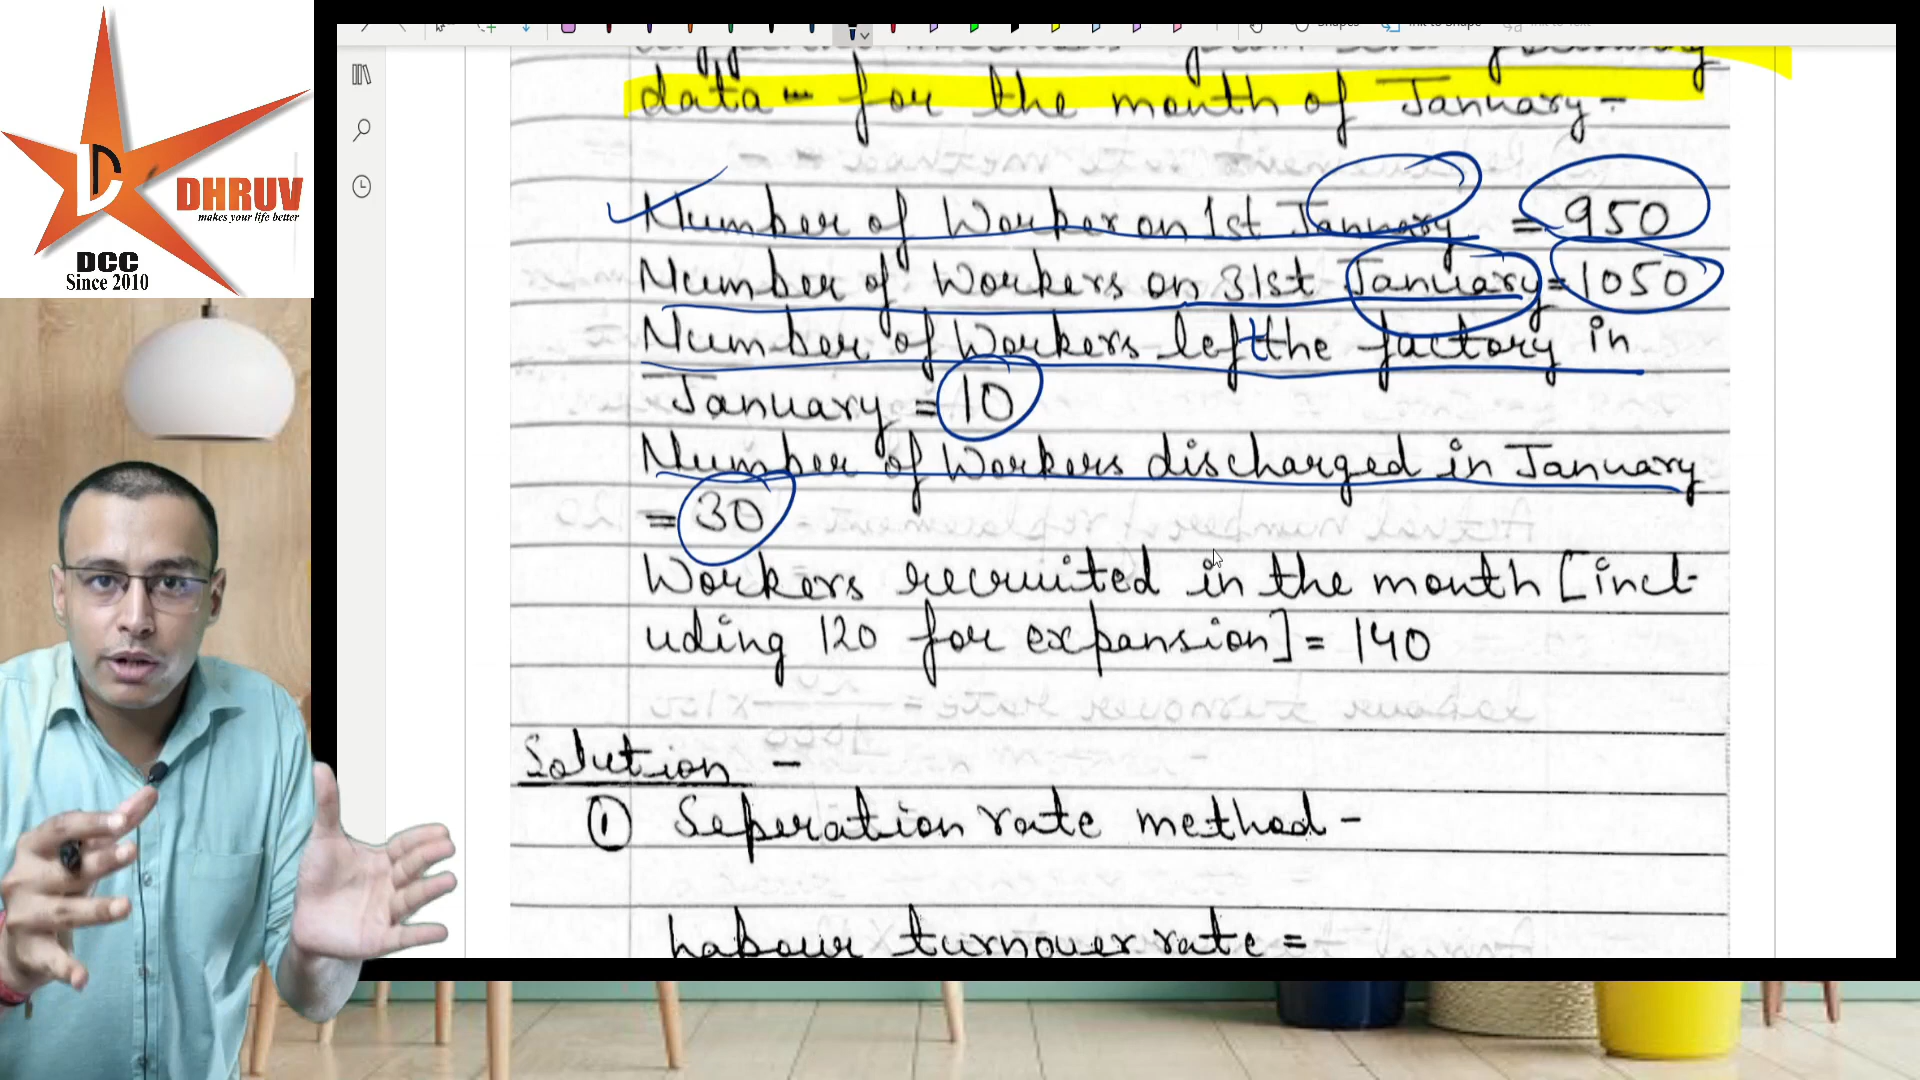 DHRUV
makes your life better
DCC
Since 2010
data - for the month of January -
Number of Worker on 1st January = 950
Number of Workers on 31st January = 1050
Number of Workers left the factory in
January = 10
Number of Workers discharged in January
= 30
Workers recruited in the month [incl-
uding 120 for expansion] = 140
Solution -
① Seperation rate method -
Labour turnover rate =